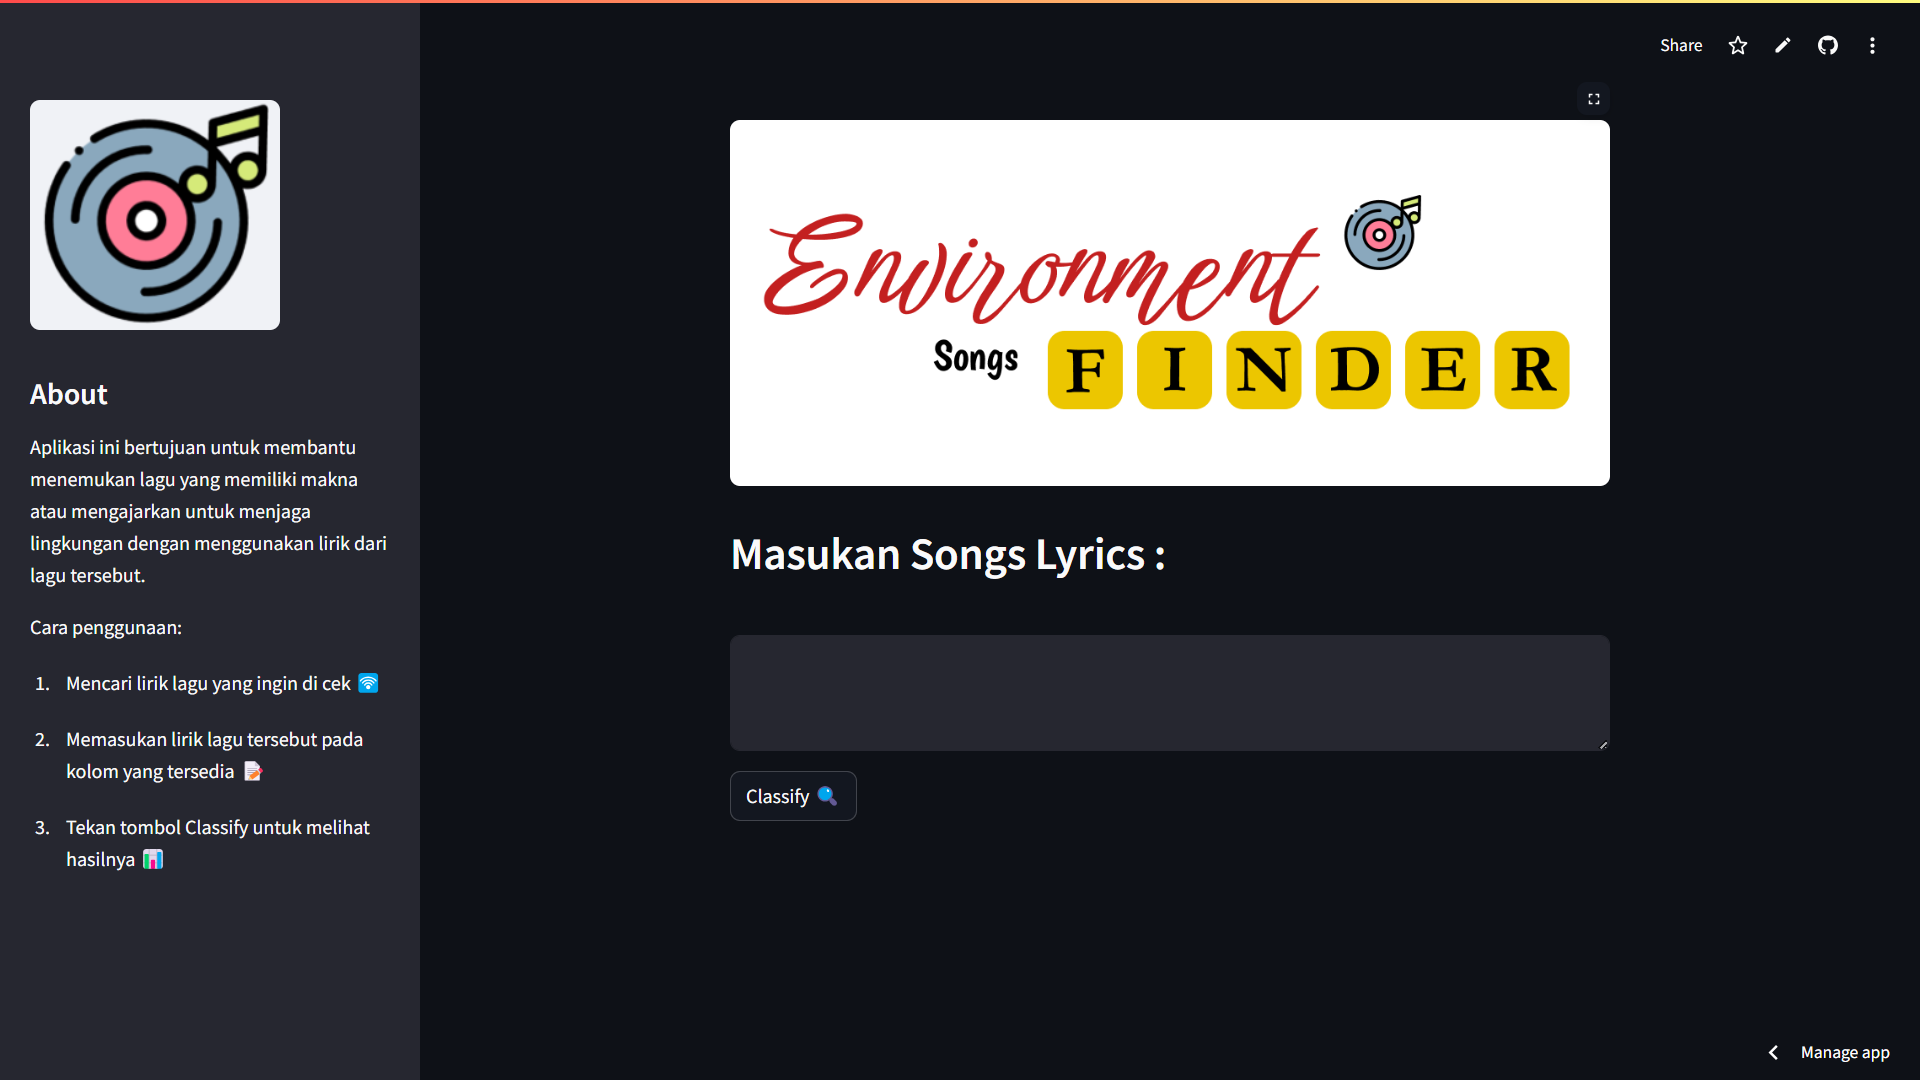 Share
Environment
Songs FINDER
About
Aplikasi ini bertujuan untuk membantu
menemukan lagu yang memiliki makna
atau mengajarkan untuk menjaga
lingkungan dengan menggunakan lirik dari
lagu tersebut.
Cara penggunaan:
1. Mencari lirik lagu yang ingin di cek 🛜
2. Memasukan lirik lagu tersebut pada
kolom yang tersedia 📝
3. Tekan tombol Classify untuk melihat
hasilnya 📊
Masukan Songs Lyrics :
Classify 🔍
Manage app